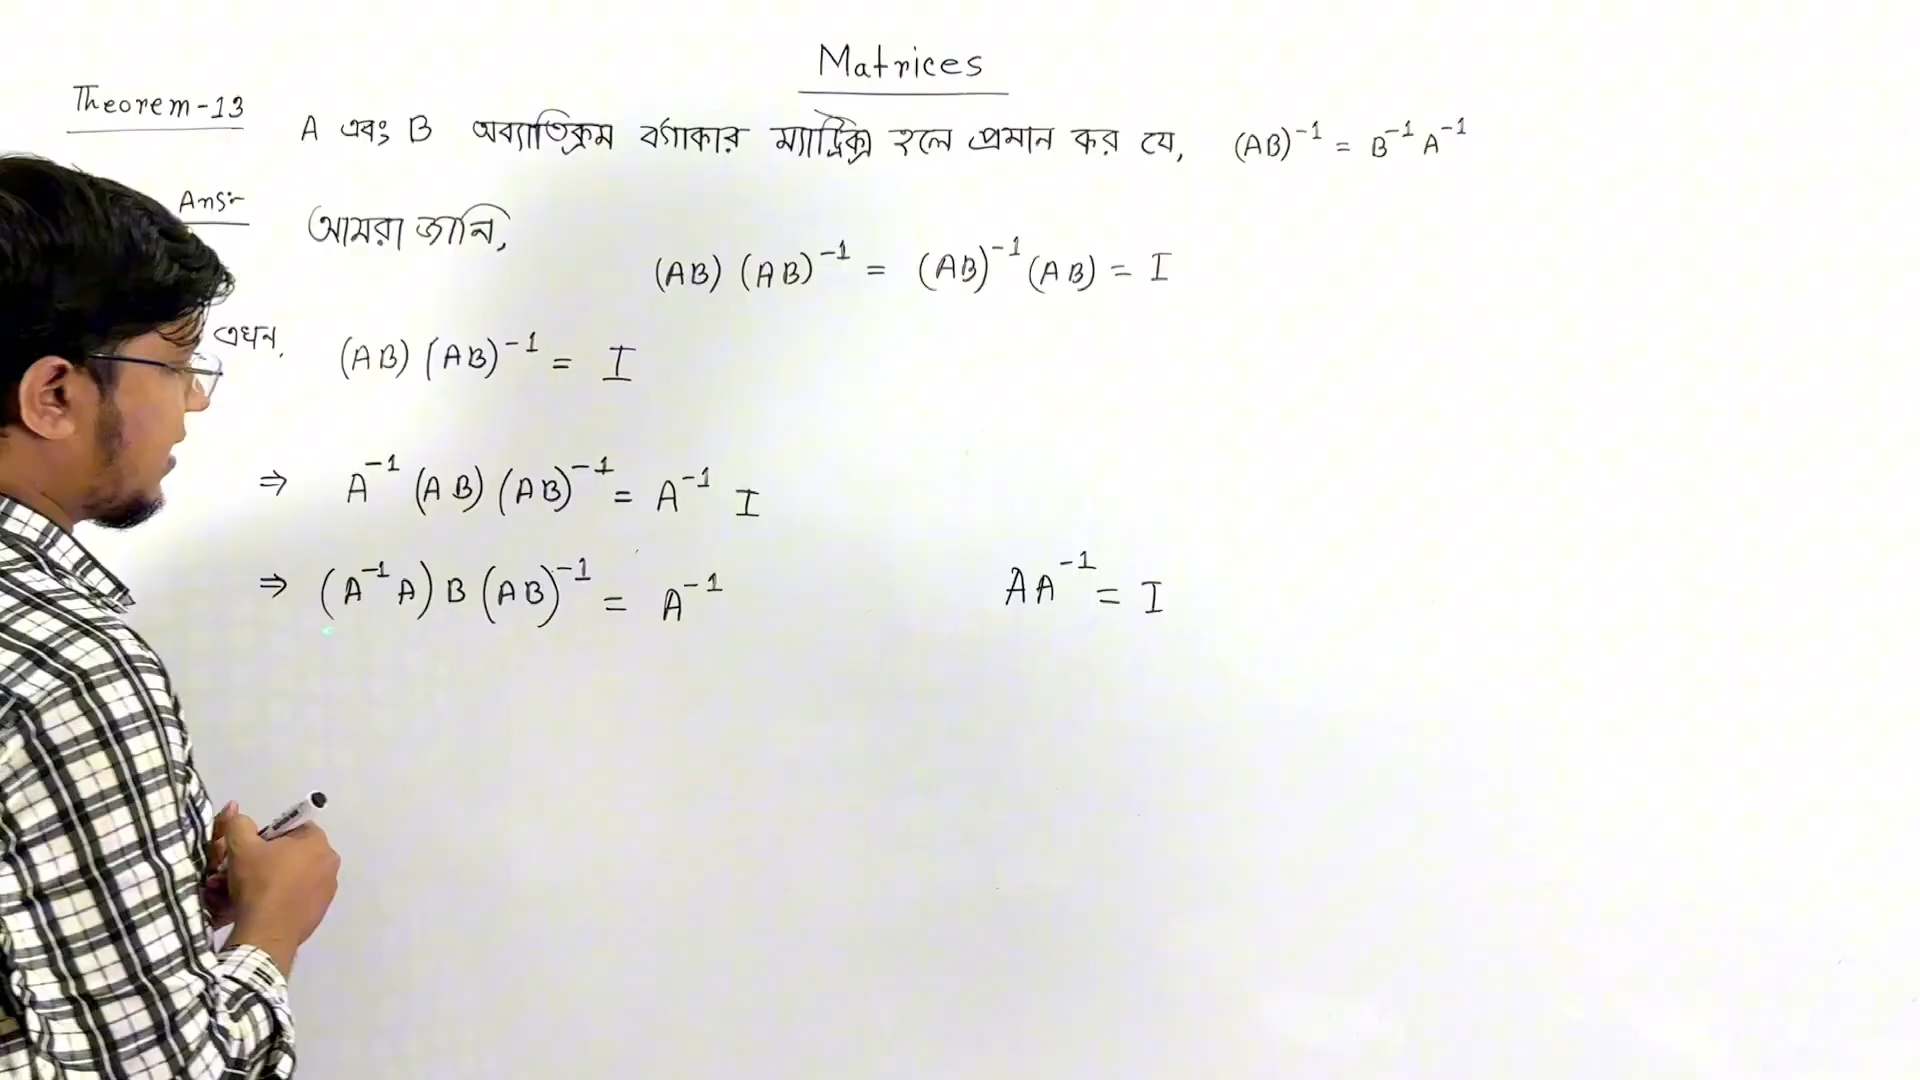 Matrices
Theorem-13
A এবং B অব্যাতিক্রম বর্গাকার ম্যাট্রিক্স হলে প্রমান কর যে, (AB)⁻¹ = B⁻¹ A⁻¹
Ans:-
আমরা জানি,
(AB) (AB)⁻¹ = (AB)⁻¹ (AB) = I
এখন, (AB) (AB)⁻¹ = I
⇒ A⁻¹ (AB) (AB)⁻¹ = A⁻¹ I
⇒ (A⁻¹A) B (AB)⁻¹ = A⁻¹
AA⁻¹ = I